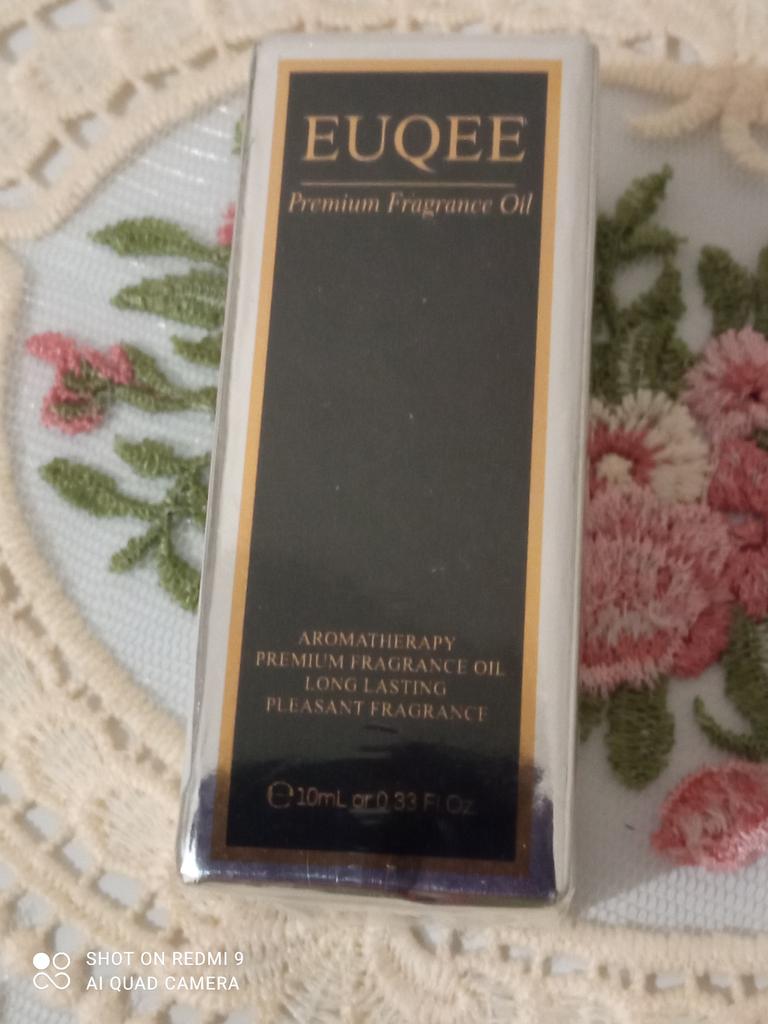 EUQEE
Premium Fragrance Oil
AROMATHERAPY
PREMIUM FRAGRANCE OIL
LONG LASTING
PLEASANT FRAGRANCE
℮10mL or 0.33 Fl Oz
SHOT ON REDMI 9
AI QUAD CAMERA